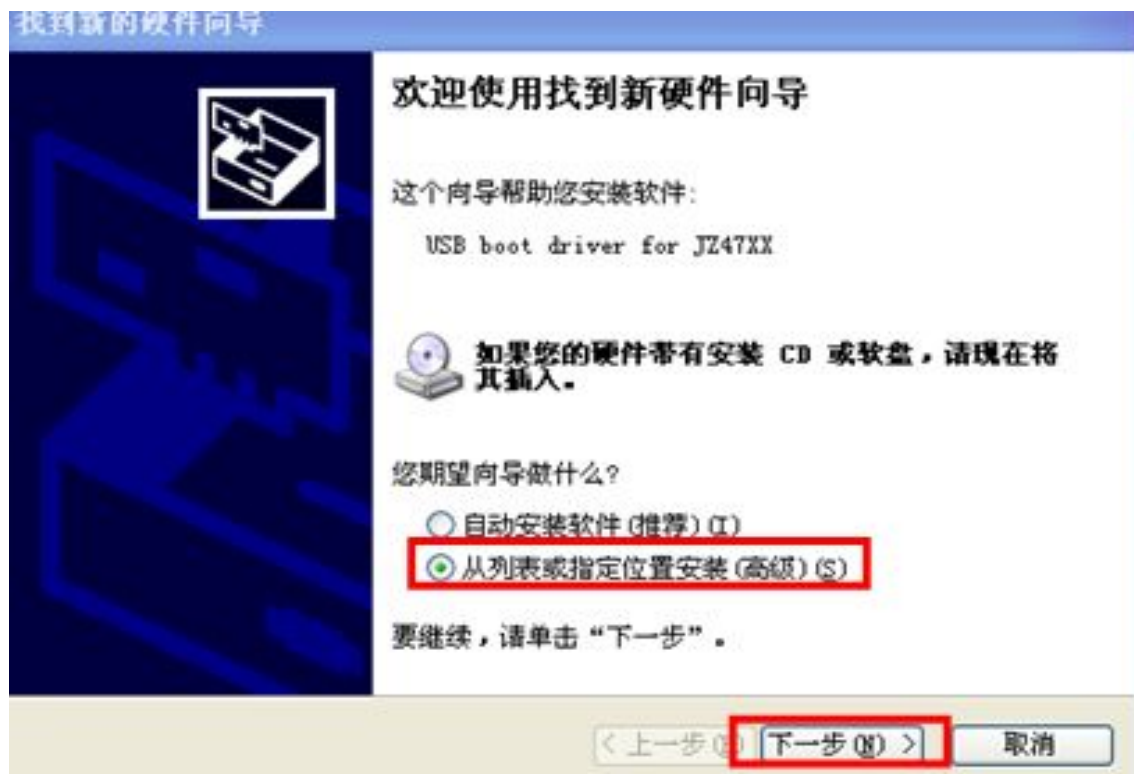 找到新的硬件向导
欢迎使用找到新硬件向导
这个向导帮助您安装软件:
USB boot driver for JZ47XX
如果您的硬件带有安装 CD 或软盘，请现在将
其插入。
您期望向导做什么?
自动安装软件(推荐)(I)
从列表或指定位置安装(高级)(S)
要继续，请单击“下一步”。
<上一步
下一步(N) >
取消